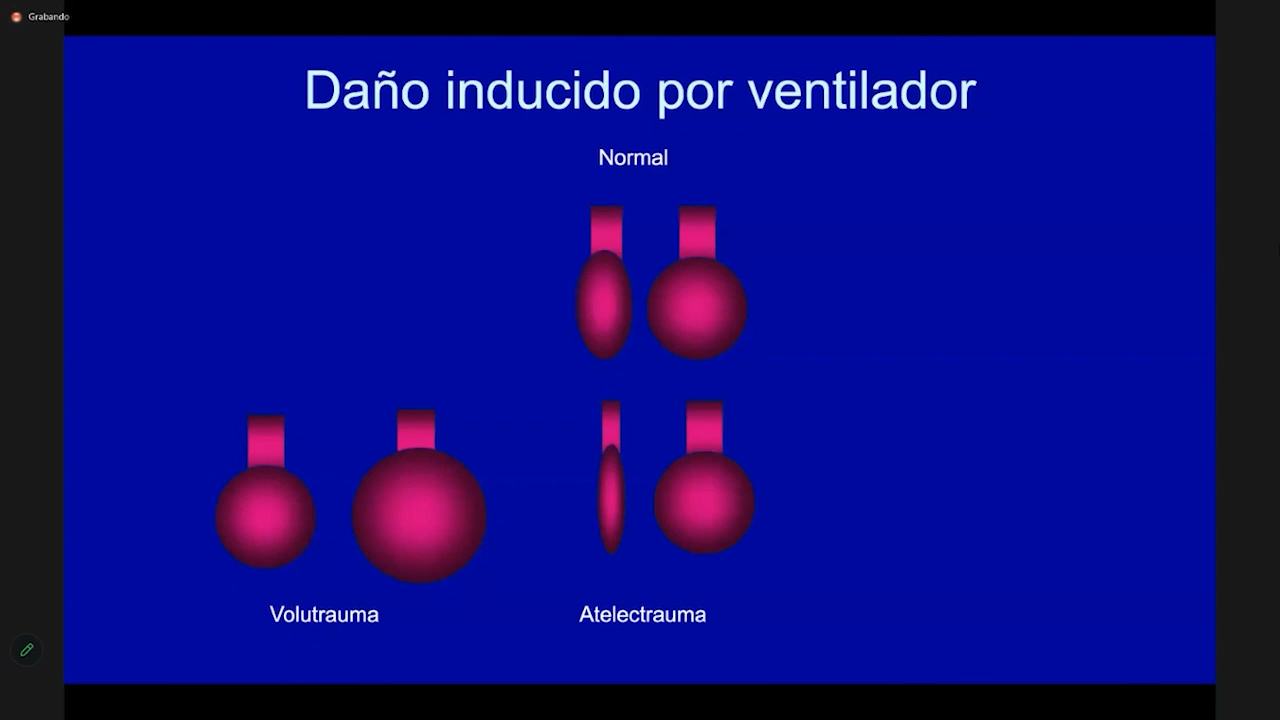 Grabando
Daño inducido por ventilador
Normal
Volutrauma
Atelectrauma